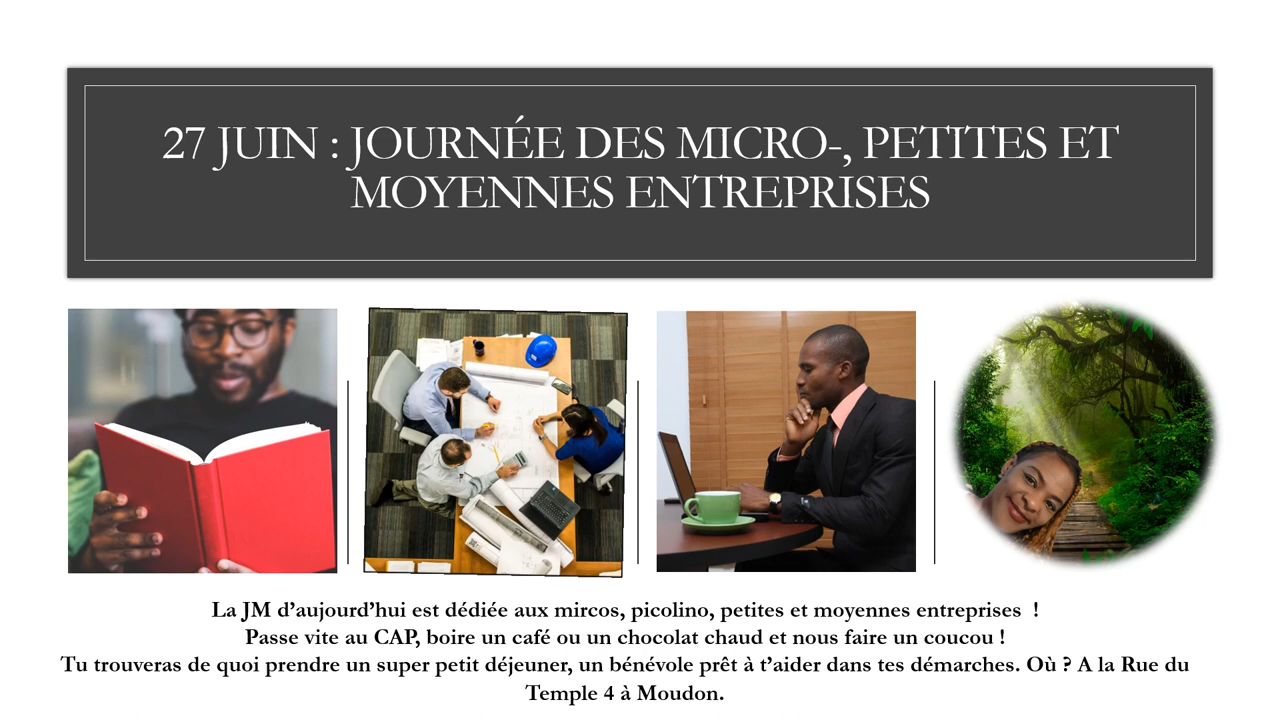 27 JUIN : JOURNÉE DES MICRO-, PETITES ET
MOYENNES ENTREPRISES
La JM d’aujourd’hui est dédiée aux mircos, picolino, petites et moyennes entreprises  !
Passe vite au CAP, boire un café ou un chocolat chaud et nous faire un coucou !
Tu trouveras de quoi prendre un super petit déjeuner, un bénévole prêt à t’aider dans tes démarches. Où ? A la Rue du
Temple 4 à Moudon.